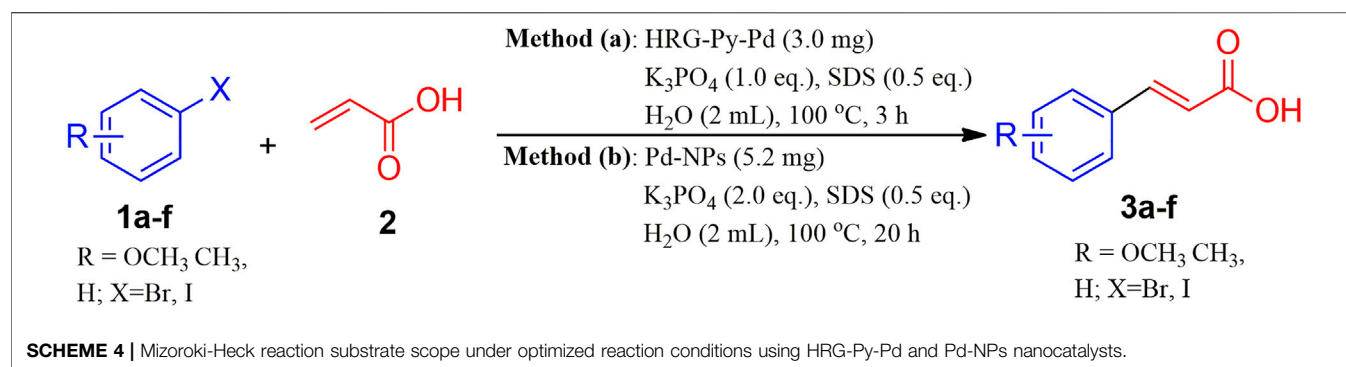 Method (a): HRG-Py-Pd (3.0 mg)
K₃PO₄ (1.0 eq.), SDS (0.5 eq.)
H₂O (2 mL), 100 °C, 3 h
Method (b): Pd-NPs (5.2 mg)
K₃PO₄ (2.0 eq.), SDS (0.5 eq.)
H₂O (2 mL), 100 °C, 20 h
X
R
1a-f
R = OCH₃ CH₃,
H; X=Br, I
+
OH
O
2
O
OH
R
3a-f
R = OCH₃ CH₃,
H; X=Br, I
SCHEME 4 | Mizoroki-Heck reaction substrate scope under optimized reaction conditions using HRG-Py-Pd and Pd-NPs nanocatalysts.